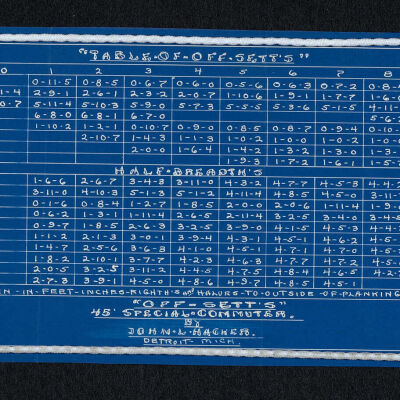 "TABLE-OF-OFF-SETT'S"
0 1 2 3 4 5 6 7 8
0-11-5 0-8-5 0-6-7 0-6-0 0-5-6 0-6-3 0-7-2 0-8-
1-4 2-9-1 2-6-1 2-3-2 2-0-7 1-10-6 1-9-1 1-7-7 1-6-
0-7 5-11-4 5-10-3 5-9-0 5-7-3 5-5-5 5-3-6 5-1-5 4-1
6-8-0 6-8-1 6-7-0 5-6-
1-10-2 1-2-1 0-10-7 0-9-0 0-8-5 0-8-7 0-9-4 0-10
2-10-7 1-4-3 1-1-3 1-0-2 1-0-0 1-0-2 1-1-
2-0-0 1-6-4 1-4-2 1-3-2 1-3-0 1-3-
1-9-3 1-7-2 1-6-1 1-5-
HALF-BREADTH'S
1-6-6 2-6-7 3-4-3 3-11-0 4-3-2 4-7-7 4-5-3 4-4-
3-11-0 4-10-3 5-1-3 5-1-2 4-11-4 4-8-4 4-5-0 3-11
0-1-6 0-8-4 1-2-7 1-8-5 2-0-0 2-0-6 1-11-4 1-
0-6-2 1-3-1 1-11-4 2-6-5 2-11-4 3-2-5 3-4-0 3-4-
0-9-7 1-8-5 2-6-3 3-2-5 3-9-0 4-1-5 4-3-4 4-3-
1-1-2 2-1-3 3-0-1 3-9-4 4-3-1 4-5-1 4-6-2 4-5-
1-4-7 2-5-6 3-6-3 4-1-0 4-5-1 4-7-1 4-7-0 4-5-
1-8-2 2-10-1 3-7-7 4-2-3 4-6-3 4-7-7 4-7-1 4-5-
2-0-5 3-2-5 3-11-2 4-4-3 4-7-5 4-8-4 4-6-5
2-7-3 3-9-1 4-5-0 4-8-6 4-9-7 4-8-5 4-5-1
N-IN-FEET-INCHES-EIGHTH'S and HALVES-TO-OUTSIDE-OF-PLANKING
"OFF-SETT'S"
45' SPECIAL-COMMUTER.
BY
JOHN-L-HACKER.
DETROIT-MICH.